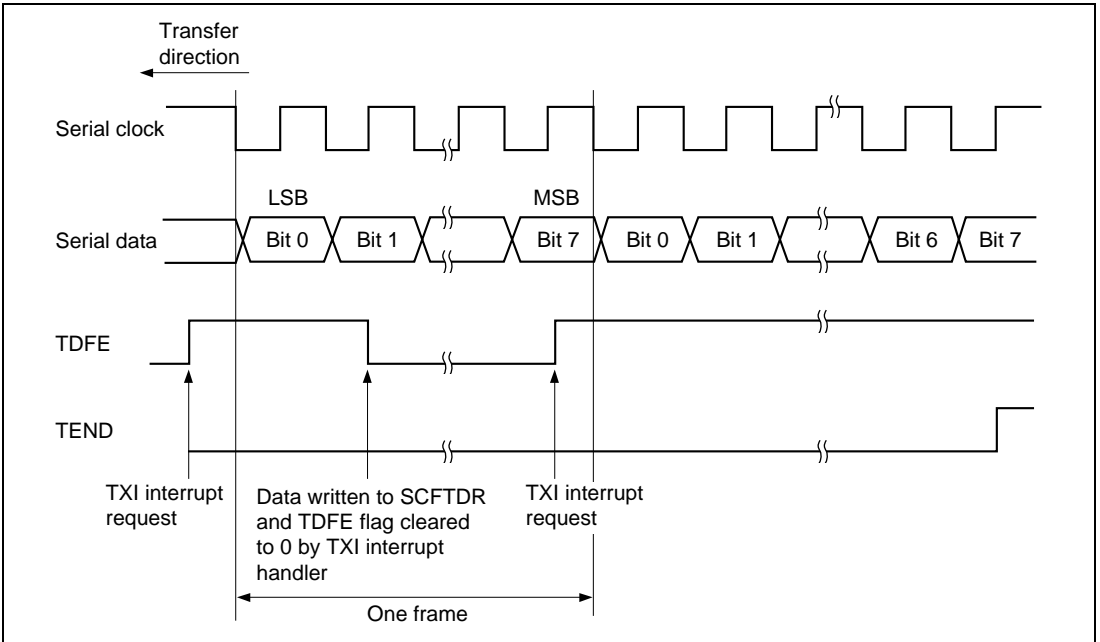 Transfer
direction
Serial clock
LSB
MSB
Serial data
Bit 0
Bit 1
Bit 7
Bit 0
Bit 1
Bit 6
Bit 7
TDFE
TEND
TXI interrupt
request
Data written to SCFTDR
and TDFE flag cleared
to 0 by TXI interrupt
handler
TXI interrupt
request
One frame